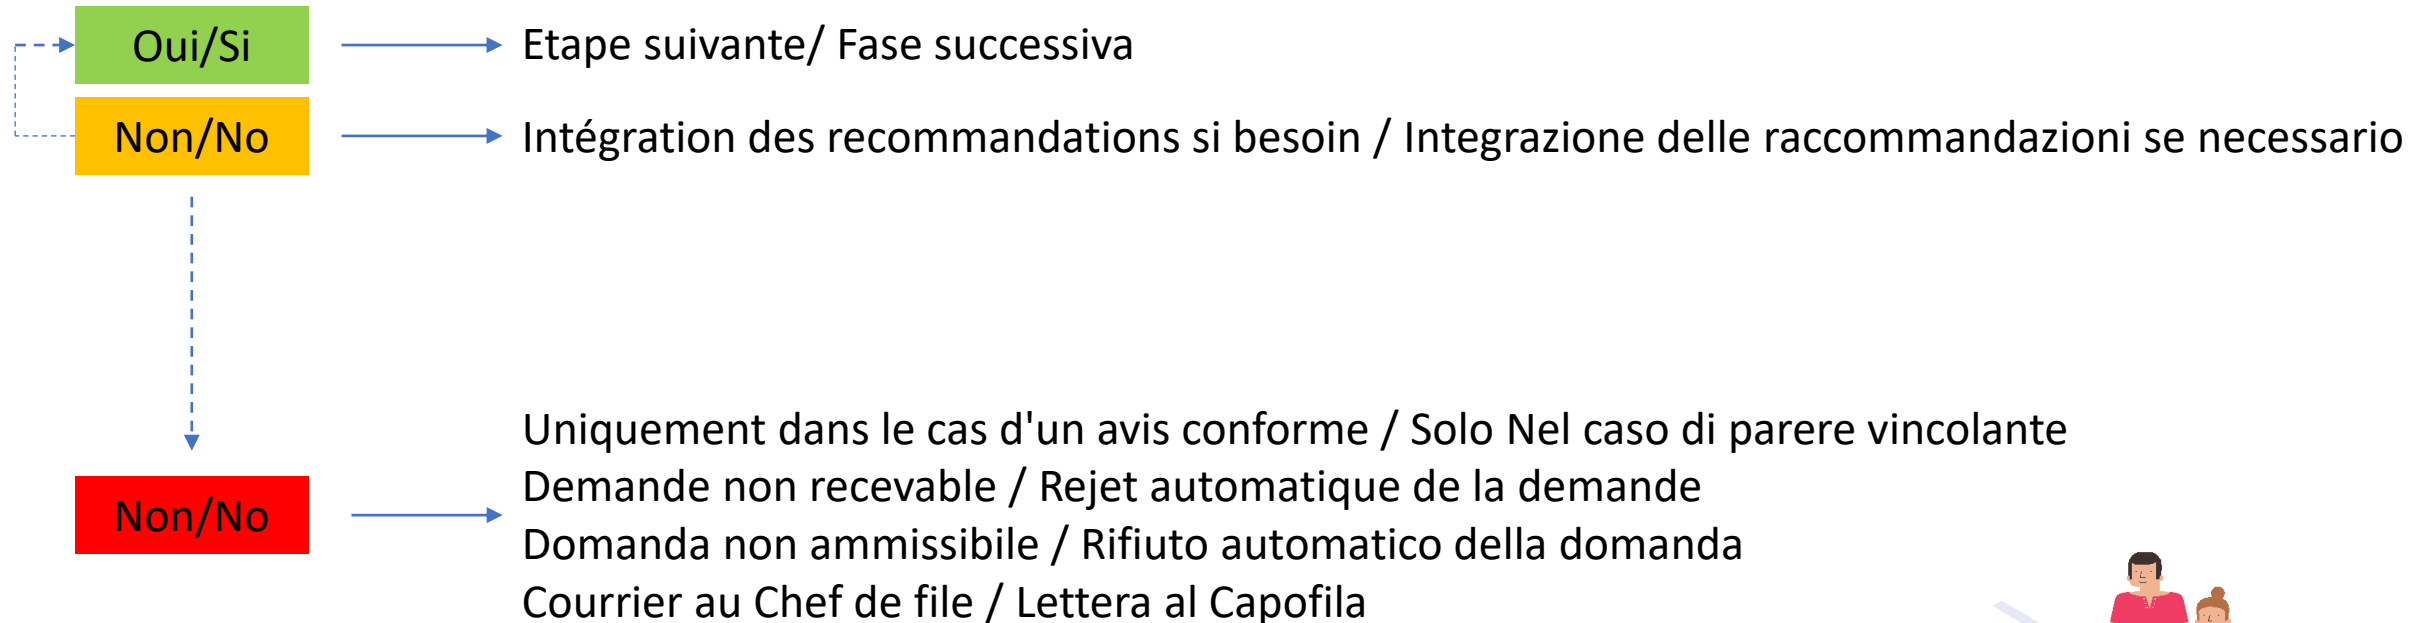 Oui/Si
Etape suivante/ Fase successiva
Non/No
Intégration des recommandations si besoin / Integrazione delle raccommandazioni se necessario
Uniquement dans le cas d'un avis conforme / Solo Nel caso di parere vincolante
Demande non recevable / Rejet automatique de la demande
Non/No
Domanda non ammissibile / Rifiuto automatico della domanda
Courrier au Chef de file / Lettera al Capofila